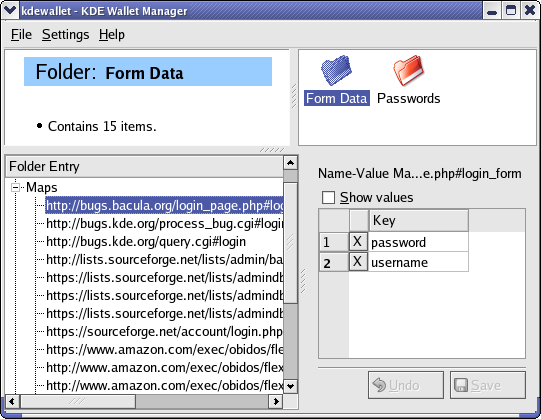 kdewallet - KDE Wallet Manager
File Settings Help
Folder: Form Data
• Contains 15 items.
Form Data Passwords
Folder Entry
Maps
http://bugs.bacula.org/login_page.php#log
http://bugs.kde.org/process_bug.cgi#login
http://bugs.kde.org/query.cgi#login
http://lists.sourceforge.net/lists/admin/ba
https://lists.sourceforge.net/lists/admindb
https://lists.sourceforge.net/lists/admindb
https://lists.sourceforge.net/lists/admindb
https://sourceforge.net/account/login.php
https://www.amazon.com/exec/obidos/flex
http://www.amazon.com/exec/obidos/flex
http://www.amazon.com/exec/obidos/flex
Name-Value Ma...e.php#login_form
Show values
Key
1 X password
2 X username
Undo Save